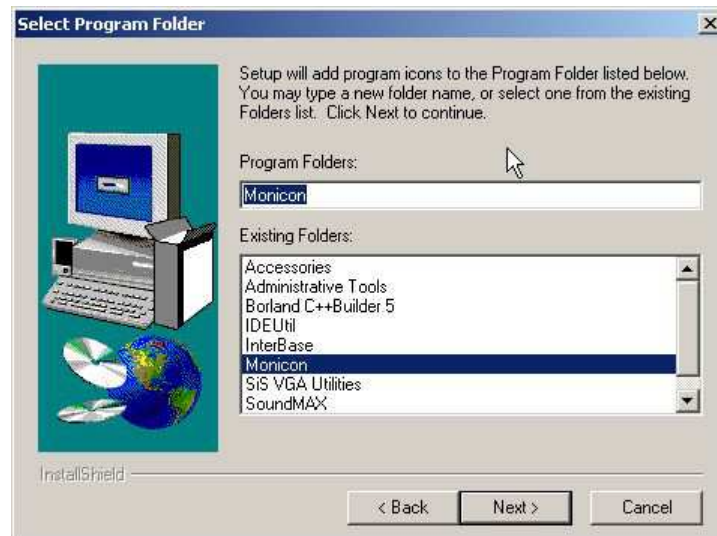 Select Program Folder
Setup will add program icons to the Program Folder listed below.
You may type a new folder name, or select one from the existing
Folders list. Click Next to continue.
Program Folders:
Monicon
Existing Folders:
Accessories
Administrative Tools
Borland C++Builder 5
IDEUtil
InterBase
Monicon
SiS VGA Utilities
SoundMAX
InstallShield
< Back
Next >
Cancel